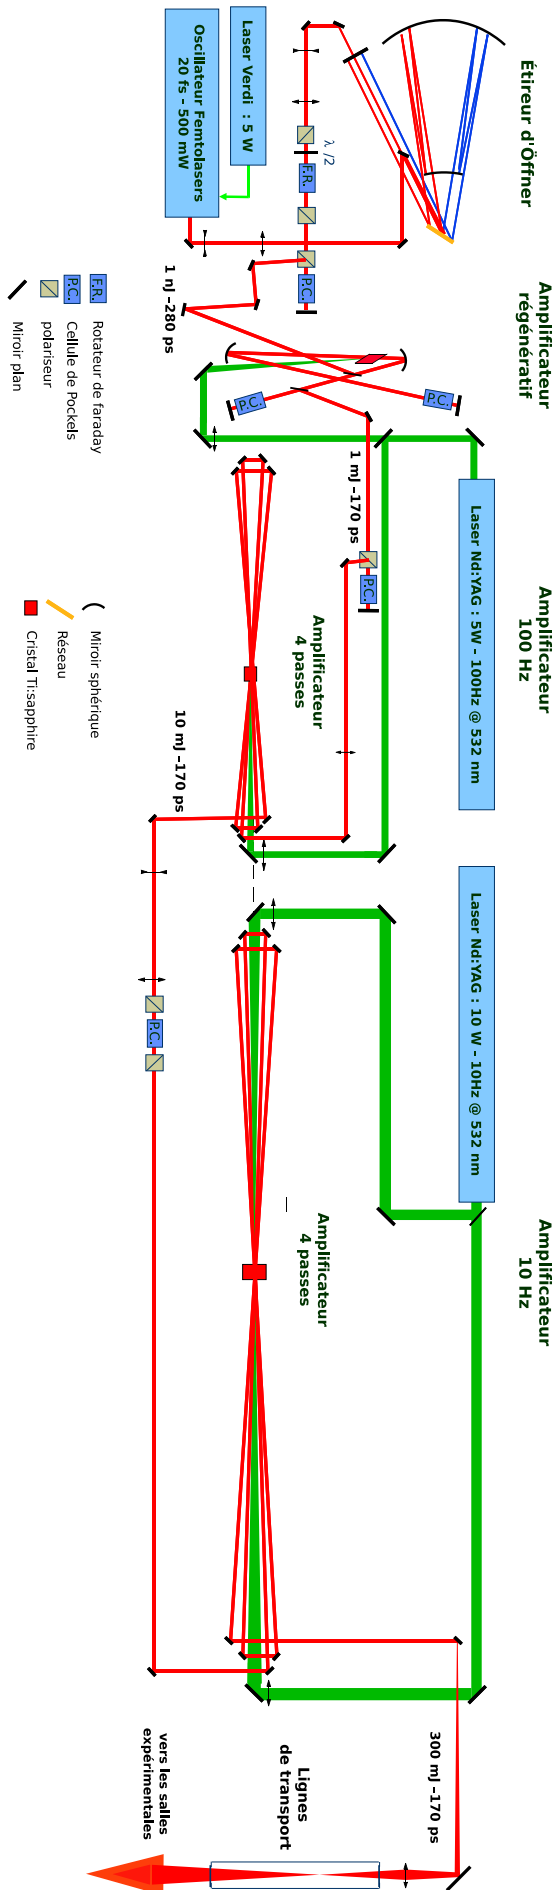 Étireur d'Öffner
Amplificateur
régénératif
Amplificateur
100 Hz
Amplificateur
10 Hz
Laser Verdi : 5 W
Oscillateur Femtolasers
20 fs – 500 mW
λ /2
F.R.
P.C.
1 nJ –280 ps
P.C.
P.C.
Laser Nd:YAG : 5W – 100Hz @ 532 nm
1 mJ –170 ps
P.C.
Amplificateur
4 passes
10 mJ –170 ps
Laser Nd:YAG : 10 W – 10Hz @ 532 nm
P.C.
Amplificateur
4 passes
300 mJ –170 ps
Lignes
de transport
vers les salles
expérimentales
F.R. Rotateur de faraday
P.C. Cellule de Pockels
polariseur
Miroir plan
Miroir sphérique
Réseau
Cristal Ti:sapphire